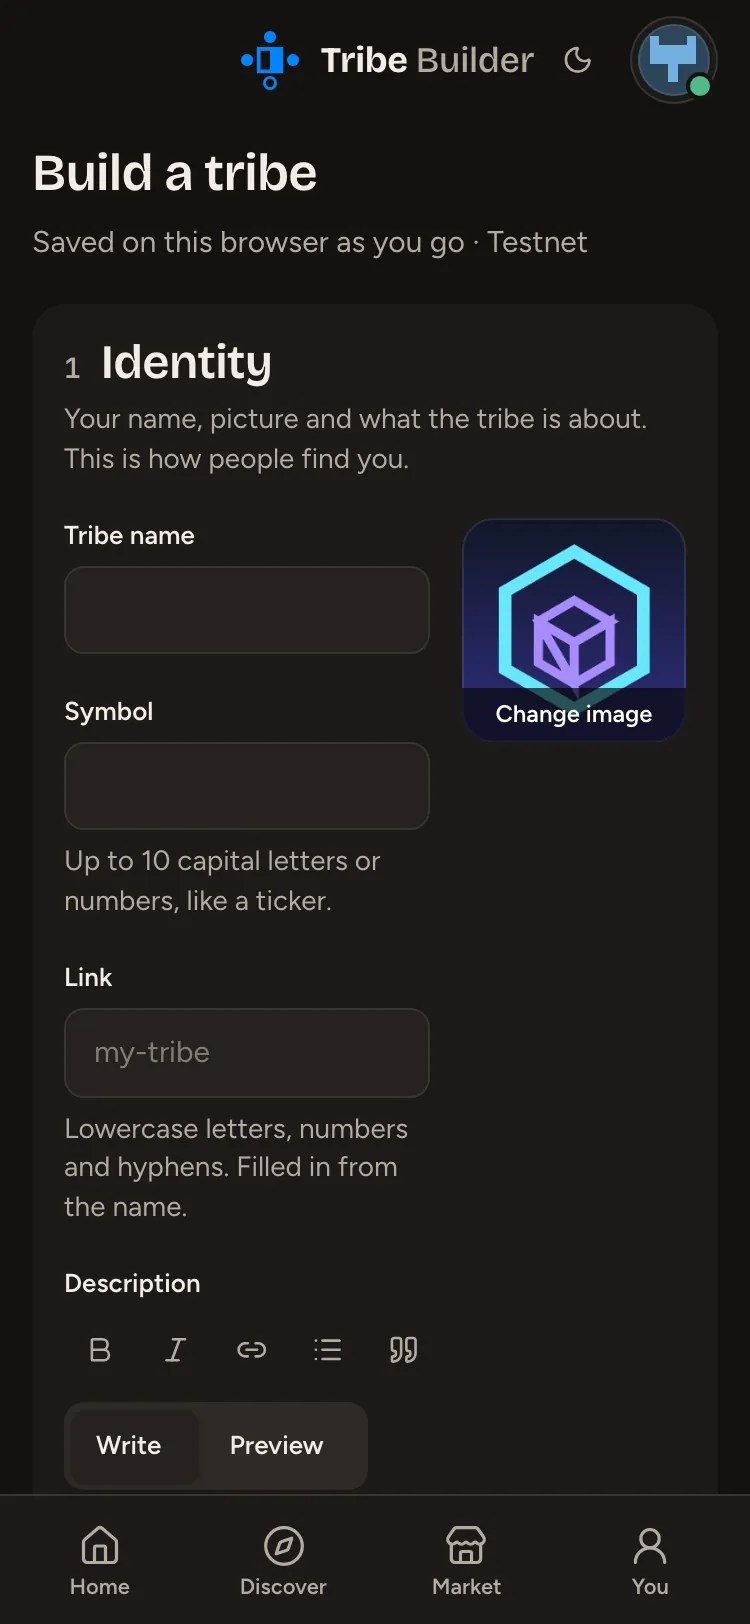 Tribe Builder
Build a tribe
Saved on this browser as you go · Testnet
1 Identity
Your name, picture and what the tribe is about.
This is how people find you.
Tribe name
Change image
Symbol
Up to 10 capital letters or
numbers, like a ticker.
Link
my-tribe
Lowercase letters, numbers
and hyphens. Filled in from
the name.
Description
Write Preview
Home Discover Market You